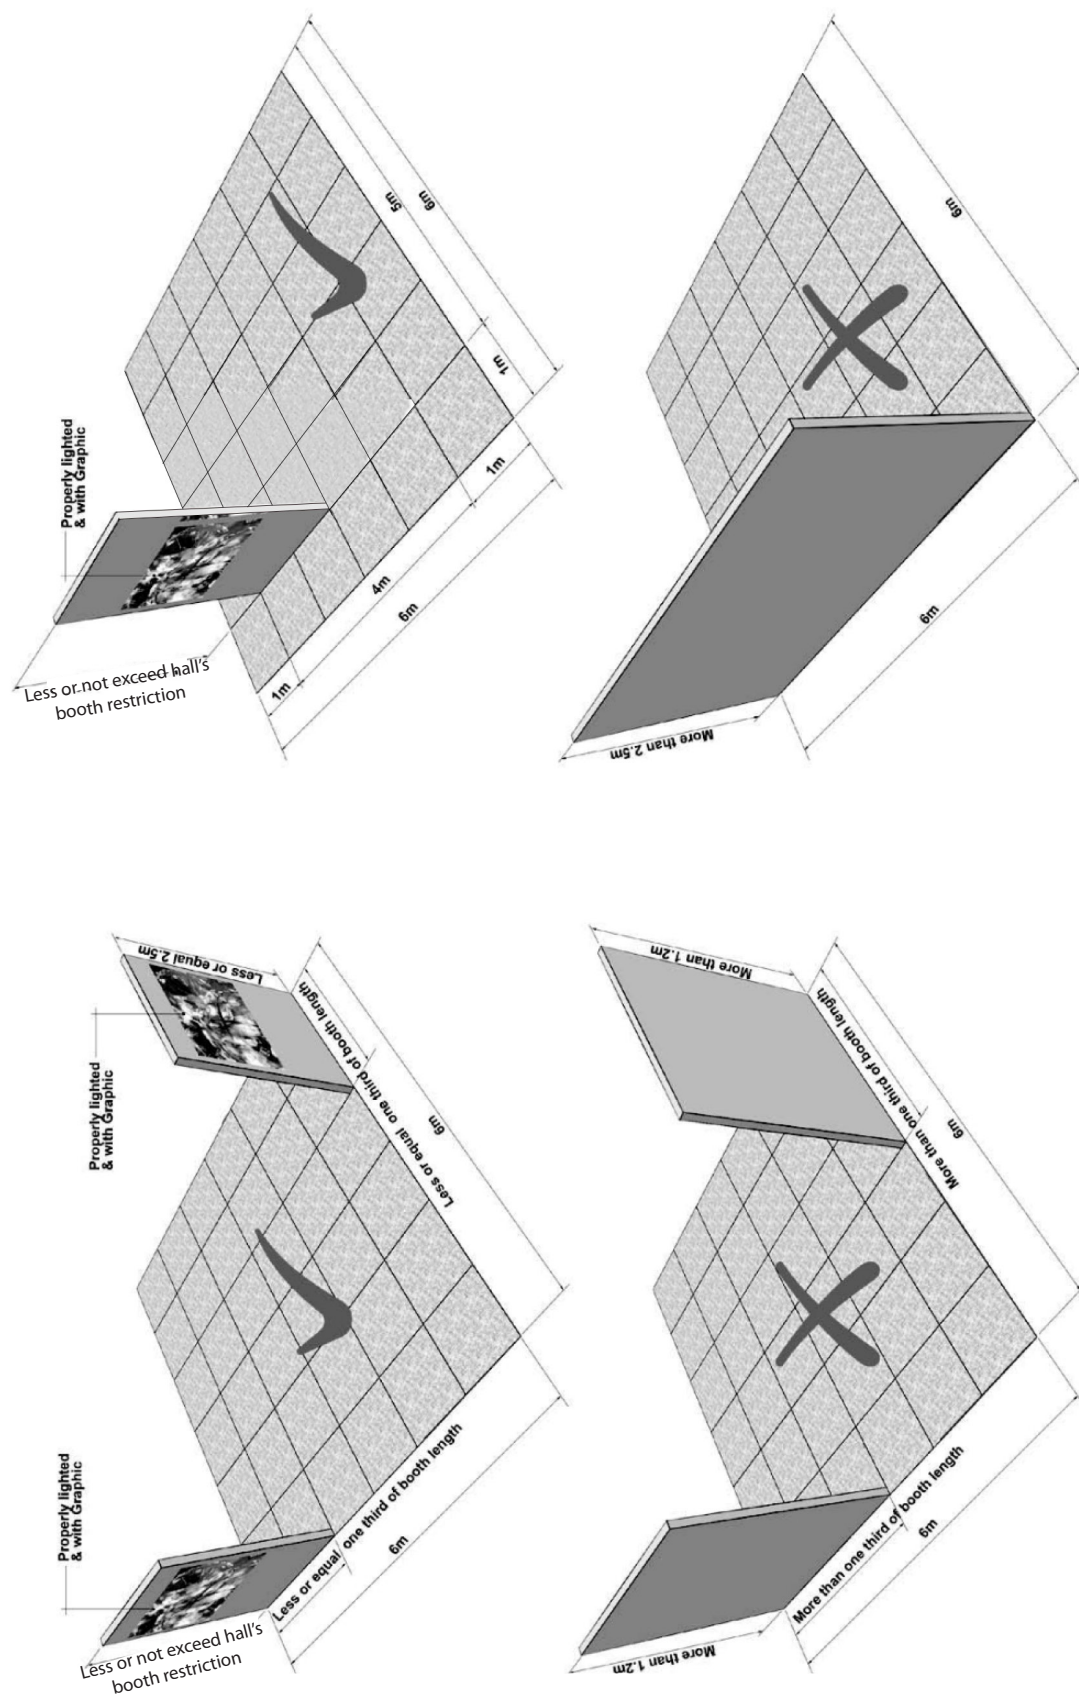 Properly lighted
& with Graphic
Less or not exceed hall's
booth restriction
1m
4m
6m
1m
1m
5m
6m
More than 2.5m
6m
6m
Properly lighted
& with Graphic
Properly lighted
& with Graphic
Less or not exceed hall's
booth restriction
Less or equal one third of booth length
6m
Less or equal 2.5m
Less or equal one third of booth length
6m
More than 1.2m
More than one third of booth length
6m
More than 1.2m
More than one third of booth length
6m